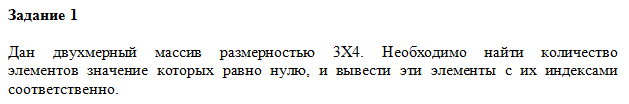 Задание 1
Дан двухмерный массив размерностью 3Х4. Необходимо найти количество
элементов значение которых равно нулю, и вывести эти элементы с их индексами
соответственно.